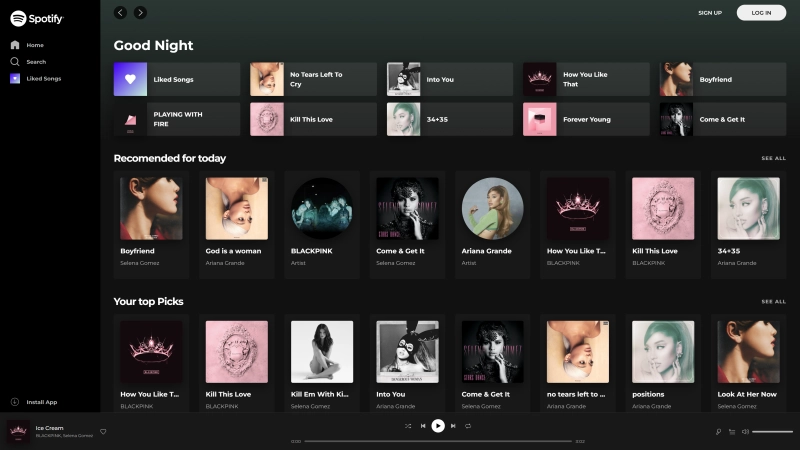 Spotify
SIGN UP
LOG IN
Home
Search
Liked Songs
Good Night
Liked Songs
No Tears Left To
Cry
Into You
How You Like
That
Boyfriend
PLAYING WITH
FIRE
Kill This Love
34+35
Forever Young
Come & Get It
Recomended for today
SEE ALL
Boyfriend
Selena Gomez
God is a woman
Ariana Grande
BLACKPINK
Artist
Come & Get It
Selena Gomez
Ariana Grande
Artist
How You Like T...
BLACKPINK
Kill This Love
BLACKPINK
34+35
Ariana Grande
Your top Picks
SEE ALL
How You Like T...
BLACKPINK
Kill This Love
BLACKPINK
Kill Em With Ki...
Selena Gomez
Into You
Ariana Grande
Come & Get It
Selena Gomez
no tears left to ...
Ariana Grande
positions
Ariana Grande
Look At Her Now
Selena Gomez
Install App
Ice Cream
BLACKPINK, Selena Gomez
0:00